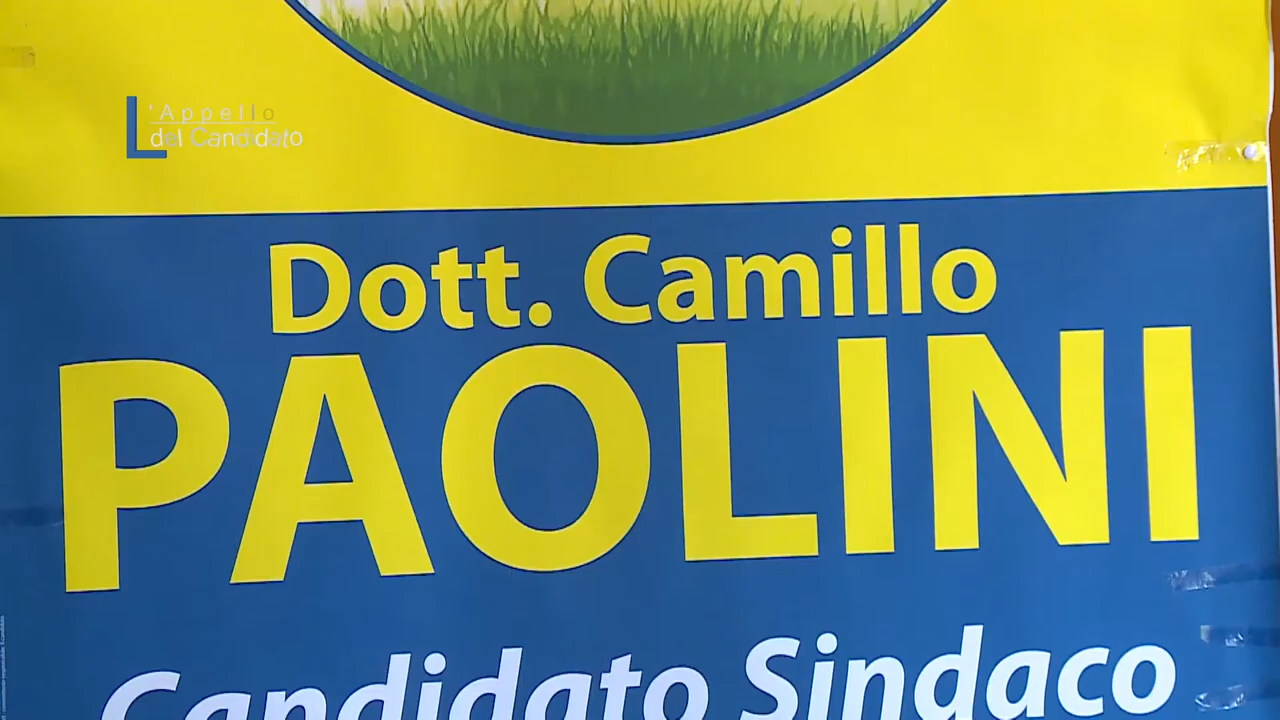 L'Appello
del Candidato
Dott. Camillo
PAOLINI
Candidato Sindaco